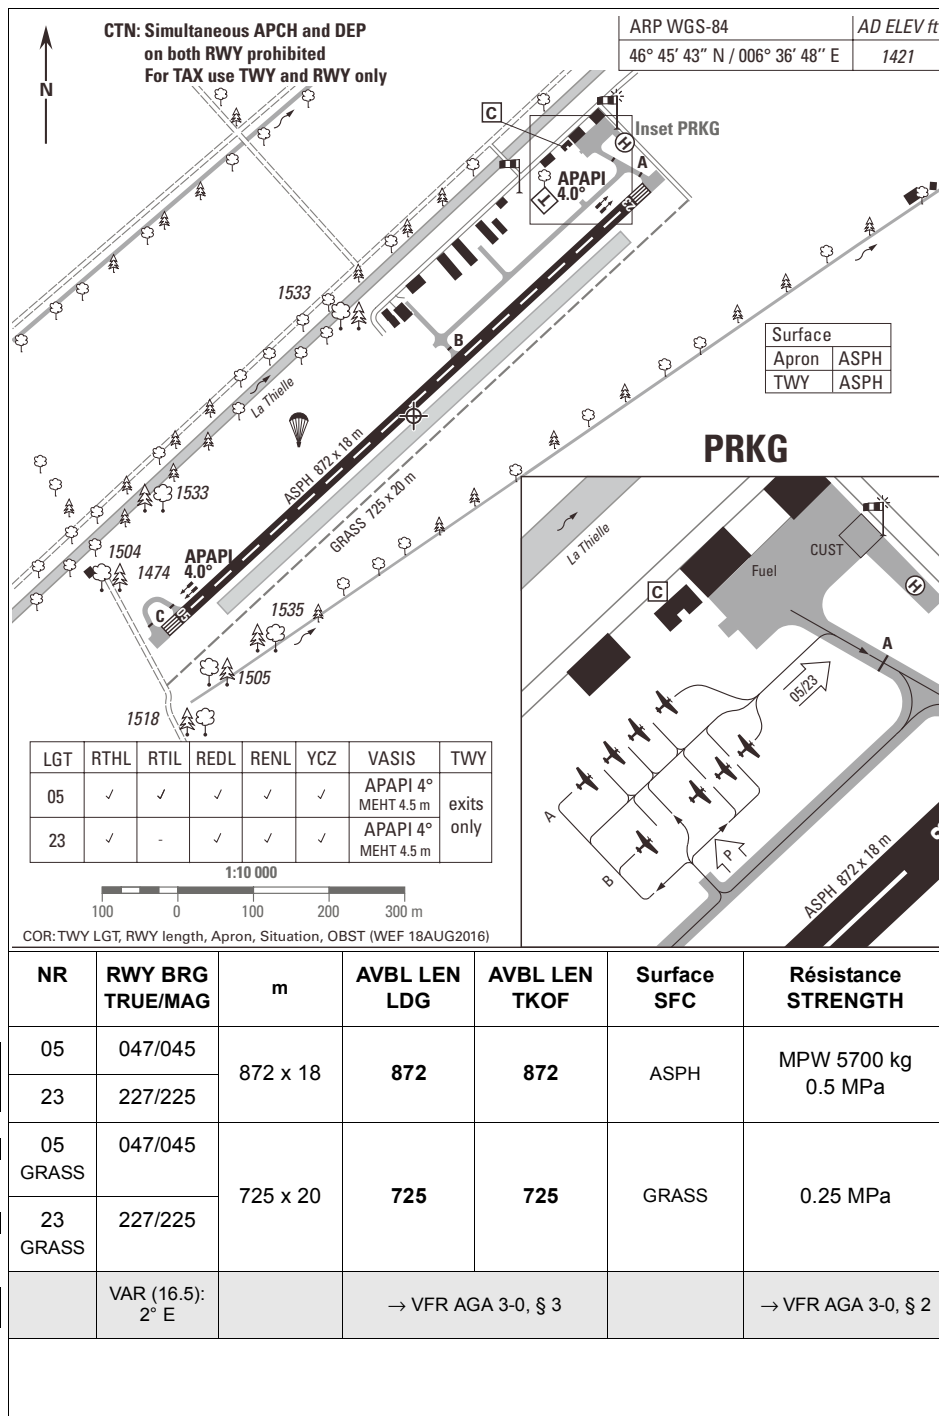 CTN: Simultaneous APCH and DEP
on both RWY prohibited
For TAX use TWY and RWY only
ARP WGS-84
AD ELEV ft
46° 45′ 43″ N / 006° 36′ 48″ E
1421
N
C
Inset PRKG
H
A
APAPI
4.0°
T
23
1533
B
La Thielle
Surface
Apron ASPH
TWY ASPH
ASPH 872 x 18 m
GRASS 725 x 20 m
1533
1504
1474
APAPI
4.0°
C
05
1535
1505
1518
PRKG
La Thielle
CUST
Fuel
C
H
A
05/23
A
B
P
ASPH 872 x 18 m
LGT RTHL RTIL REDL RENL YCZ VASIS TWY
05 ✓ ✓ ✓ ✓ ✓ APAPI 4°
MEHT 4.5 m
exits
only
23 ✓ - ✓ ✓ ✓ APAPI 4°
MEHT 4.5 m
1:10 000
100 0 100 200 300 m
COR: TWY LGT, RWY length, Apron, Situation, OBST (WEF 18AUG2016)
NR RWY BRG
TRUE/MAG
m
AVBL LEN
LDG
AVBL LEN
TKOF
Surface
SFC
Résistance
STRENGTH
05 047/045
23 227/225
872 x 18 872 872 ASPH
MPW 5700 kg
0.5 MPa
05
GRASS
047/045
23
GRASS
227/225
725 x 20 725 725 GRASS 0.25 MPa
VAR (16.5):
2° E
→ VFR AGA 3-0, § 3
→ VFR AGA 3-0, § 2